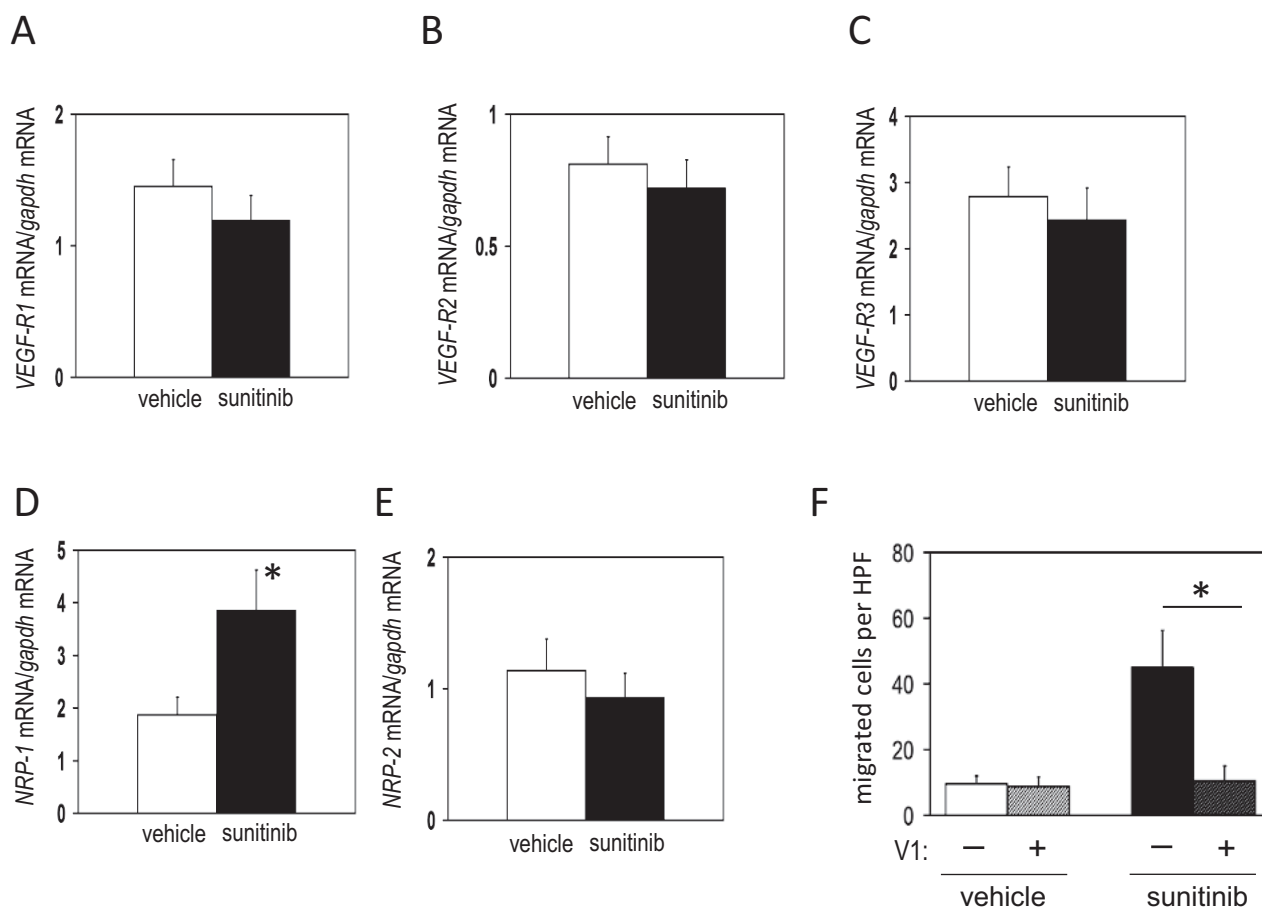 A
VEGF-R1 mRNA/gapdh mRNA
2
1
0
vehicle sunitinib
B
VEGF-R2 mRNA/gapdh mRNA
1
0.5
0
vehicle sunitinib
C
VEGF-R3 mRNA/gapdh mRNA
4
3
2
1
0
vehicle sunitinib
D
NRP-1 mRNA/gapdh mRNA
5
4
3
2
1
0
*
vehicle sunitinib
E
NRP-2 mRNA/gapdh mRNA
2
1
0
vehicle sunitinib
F
migrated cells per HPF
80
60
40
20
0
*
V1: – + – +
vehicle sunitinib